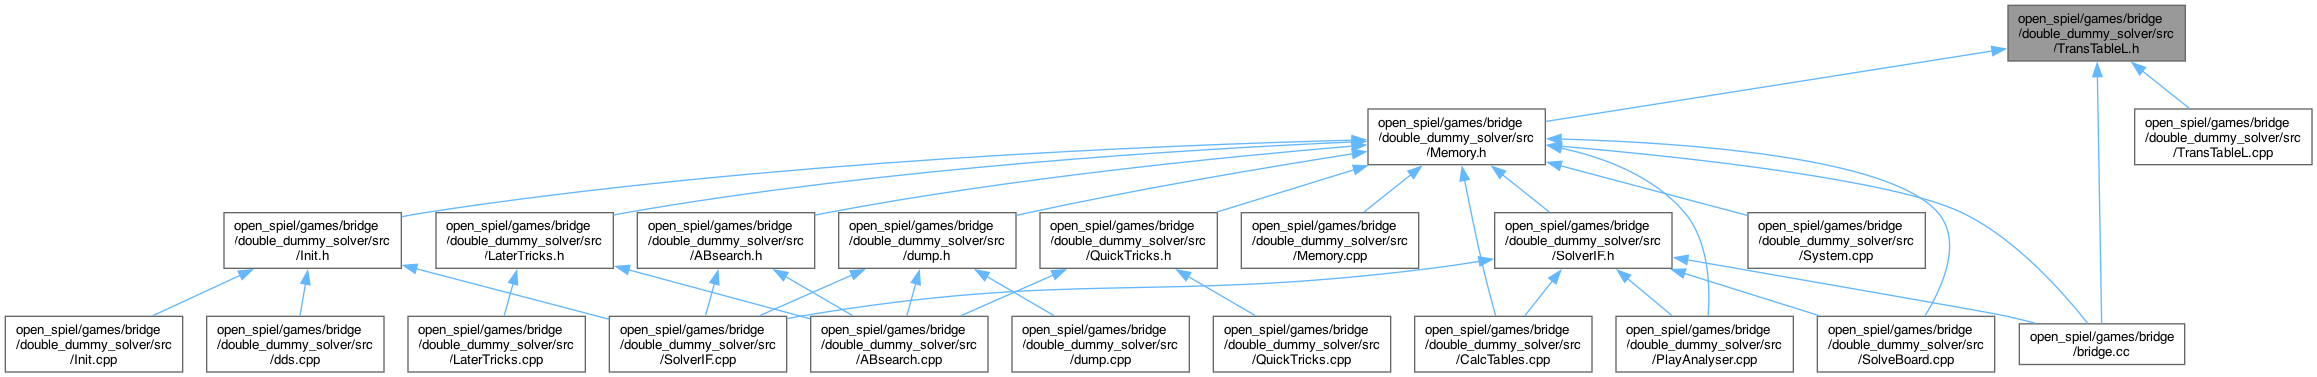 open_spiel/games/bridge
/double_dummy_solver/src
/TransTableL.h
open_spiel/games/bridge
/double_dummy_solver/src
/Memory.h
open_spiel/games/bridge
/double_dummy_solver/src
/TransTableL.cpp
open_spiel/games/bridge
/double_dummy_solver/src
/Init.h
open_spiel/games/bridge
/double_dummy_solver/src
/LaterTricks.h
open_spiel/games/bridge
/double_dummy_solver/src
/ABsearch.h
open_spiel/games/bridge
/double_dummy_solver/src
/dump.h
open_spiel/games/bridge
/double_dummy_solver/src
/QuickTricks.h
open_spiel/games/bridge
/double_dummy_solver/src
/Memory.cpp
open_spiel/games/bridge
/double_dummy_solver/src
/SolverIF.h
open_spiel/games/bridge
/double_dummy_solver/src
/System.cpp
open_spiel/games/bridge
/double_dummy_solver/src
/Init.cpp
open_spiel/games/bridge
/double_dummy_solver/src
/dds.cpp
open_spiel/games/bridge
/double_dummy_solver/src
/LaterTricks.cpp
open_spiel/games/bridge
/double_dummy_solver/src
/SolverIF.cpp
open_spiel/games/bridge
/double_dummy_solver/src
/ABsearch.cpp
open_spiel/games/bridge
/double_dummy_solver/src
/dump.cpp
open_spiel/games/bridge
/double_dummy_solver/src
/QuickTricks.cpp
open_spiel/games/bridge
/double_dummy_solver/src
/CalcTables.cpp
open_spiel/games/bridge
/double_dummy_solver/src
/PlayAnalyser.cpp
open_spiel/games/bridge
/double_dummy_solver/src
/SolveBoard.cpp
open_spiel/games/bridge
/bridge.cc